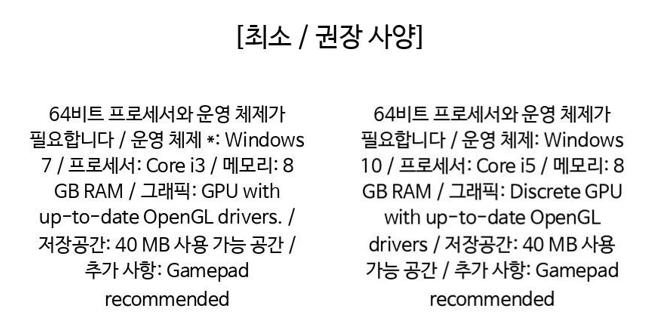 [최소 / 권장 사양]
64비트 프로세서와 운영 체제가
필요합니다 / 운영 체제 *: Windows
7 / 프로세서: Core i3 / 메모리: 8
GB RAM / 그래픽: GPU with
up-to-date OpenGL drivers. /
저장공간: 40 MB 사용 가능 공간 /
추가 사항: Gamepad
recommended
64비트 프로세서와 운영 체제가
필요합니다 / 운영 체제: Windows
10 / 프로세서: Core i5 / 메모리: 8
GB RAM / 그래픽: Discrete GPU
with up-to-date OpenGL
drivers / 저장공간: 40 MB 사용
가능 공간 / 추가 사항: Gamepad
recommended